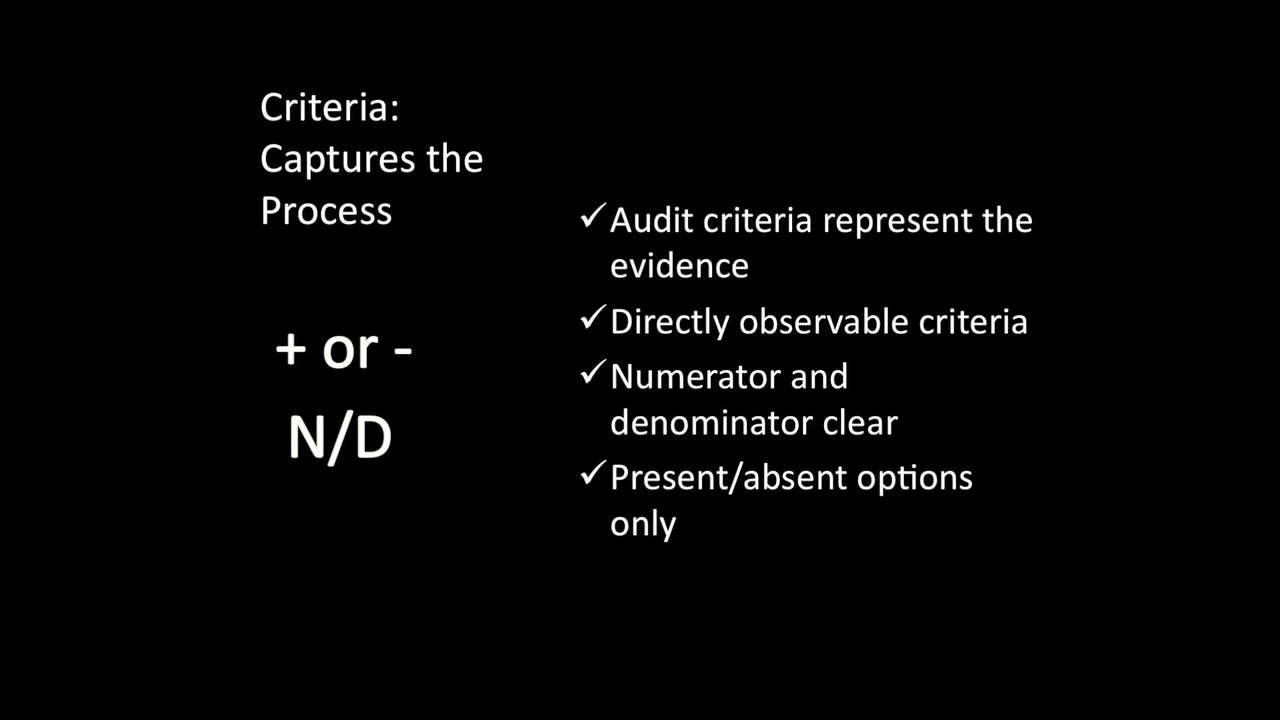 Criteria:
Captures the
Process
+ or -
N/D
✓Audit criteria represent the
evidence
✓Directly observable criteria
✓Numerator and
denominator clear
✓Present/absent options
only